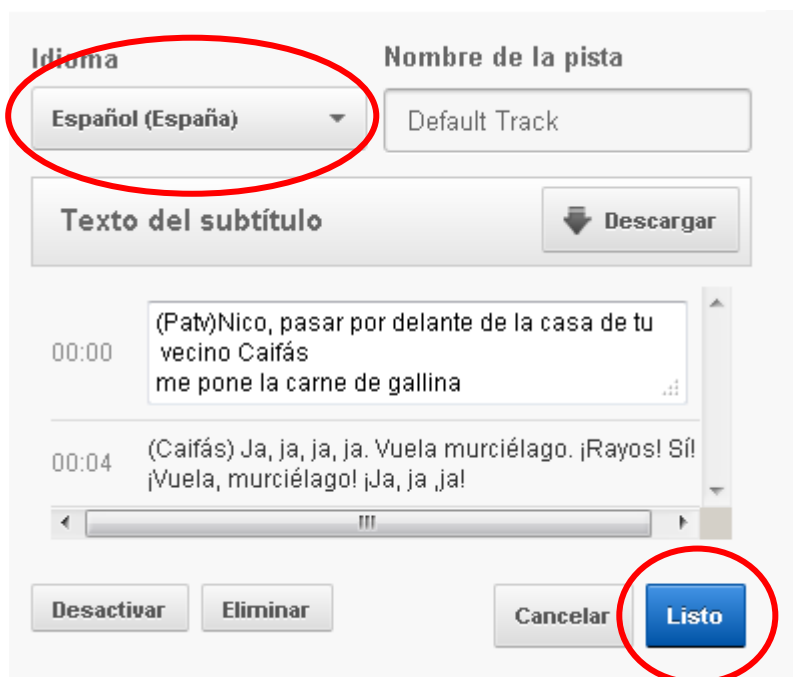 Idioma
Nombre de la pista
Español (España)
Default Track
Texto del subtítulo
Descargar
00:00
(Patv)Nico, pasar por delante de la casa de tu
vecino Caifás
me pone la carne de gallina
00:04
(Caifás) Ja, ja, ja, ja. Vuela murciélago. ¡Rayos! Sí!
¡Vuela, murciélago! ¡Ja, ja ,ja!
Desactivar
Eliminar
Cancelar
Listo